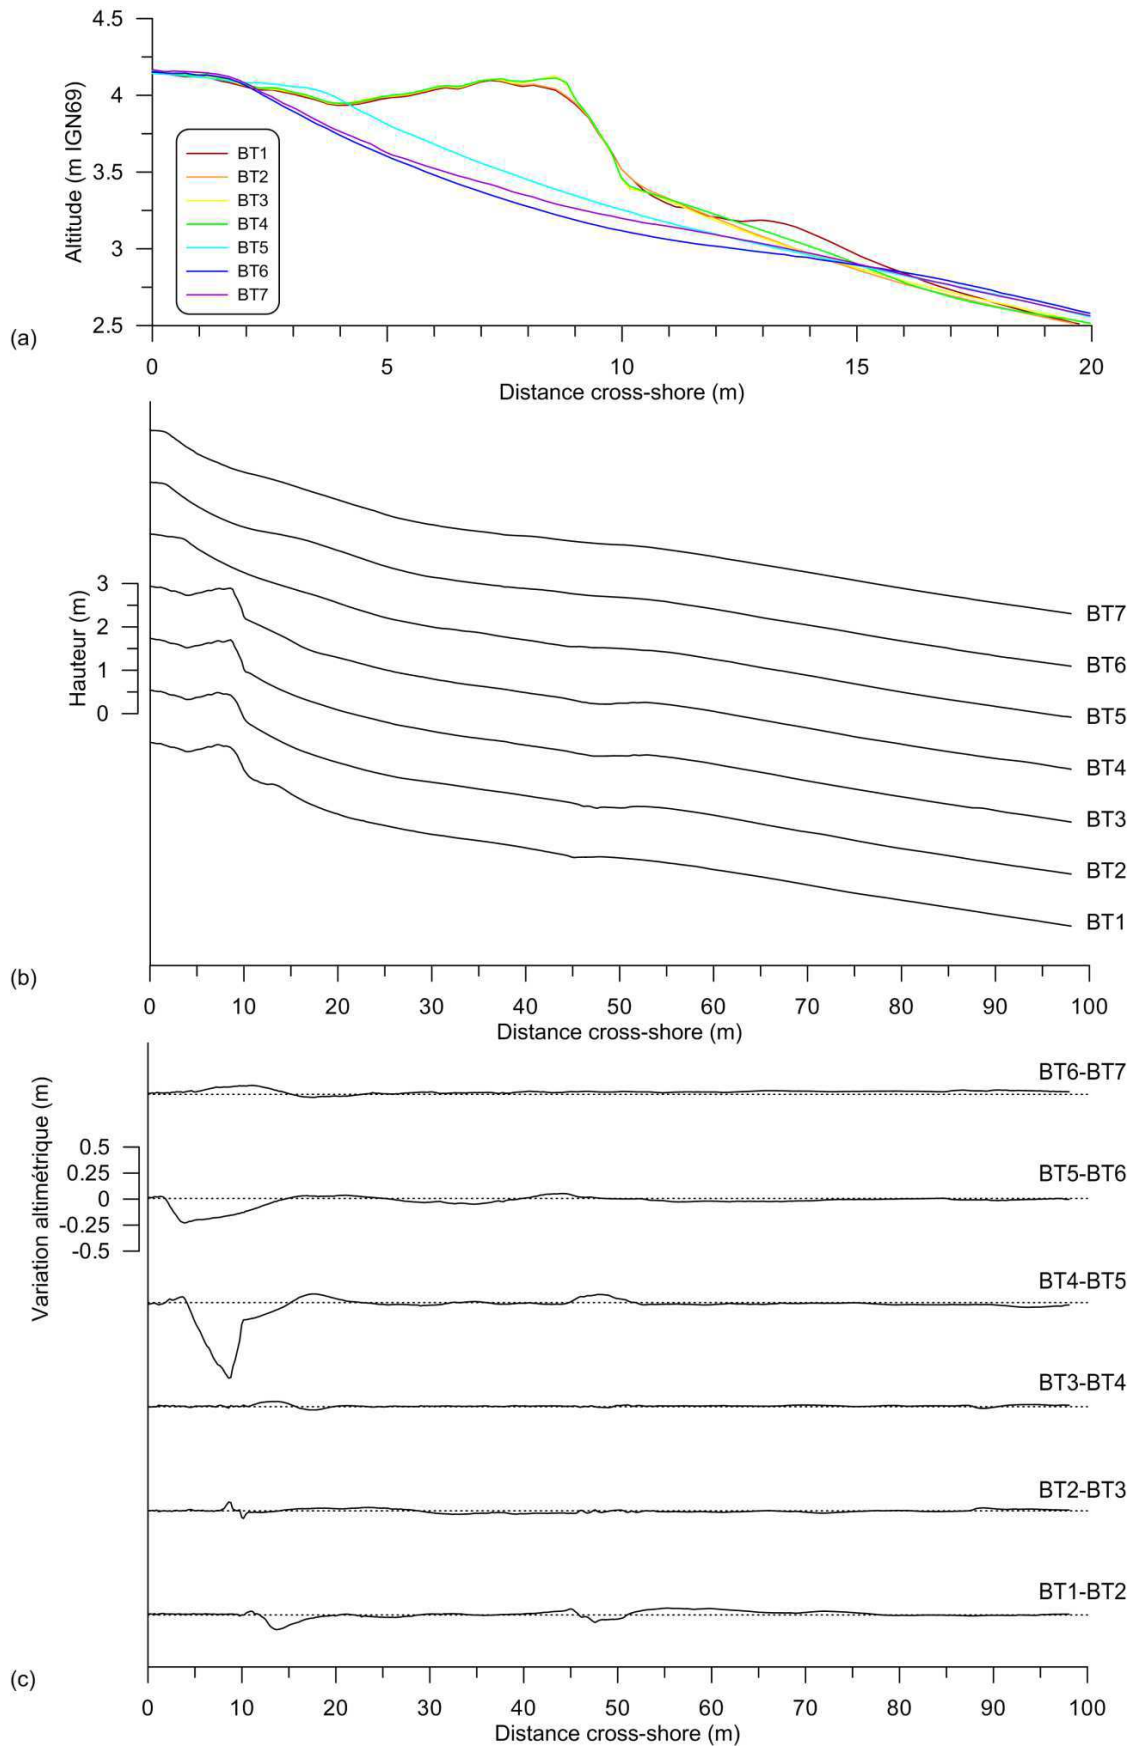 4.5
4
3.5
3
2.5
Altitude (m IGN69)
BT1
BT2
BT3
BT4
BT5
BT6
BT7
(a)
0 5 10 15 20
Distance cross-shore (m)
Hauteur (m)
3
2
1
0
BT7
BT6
BT5
BT4
BT3
BT2
BT1
(b)
0 10 20 30 40 50 60 70 80 90 100
Distance cross-shore (m)
Variation altimétrique (m)
0.5
0.25
0
-0.25
-0.5
BT6-BT7
BT5-BT6
BT4-BT5
BT3-BT4
BT2-BT3
BT1-BT2
(c)
0 10 20 30 40 50 60 70 80 90 100
Distance cross-shore (m)